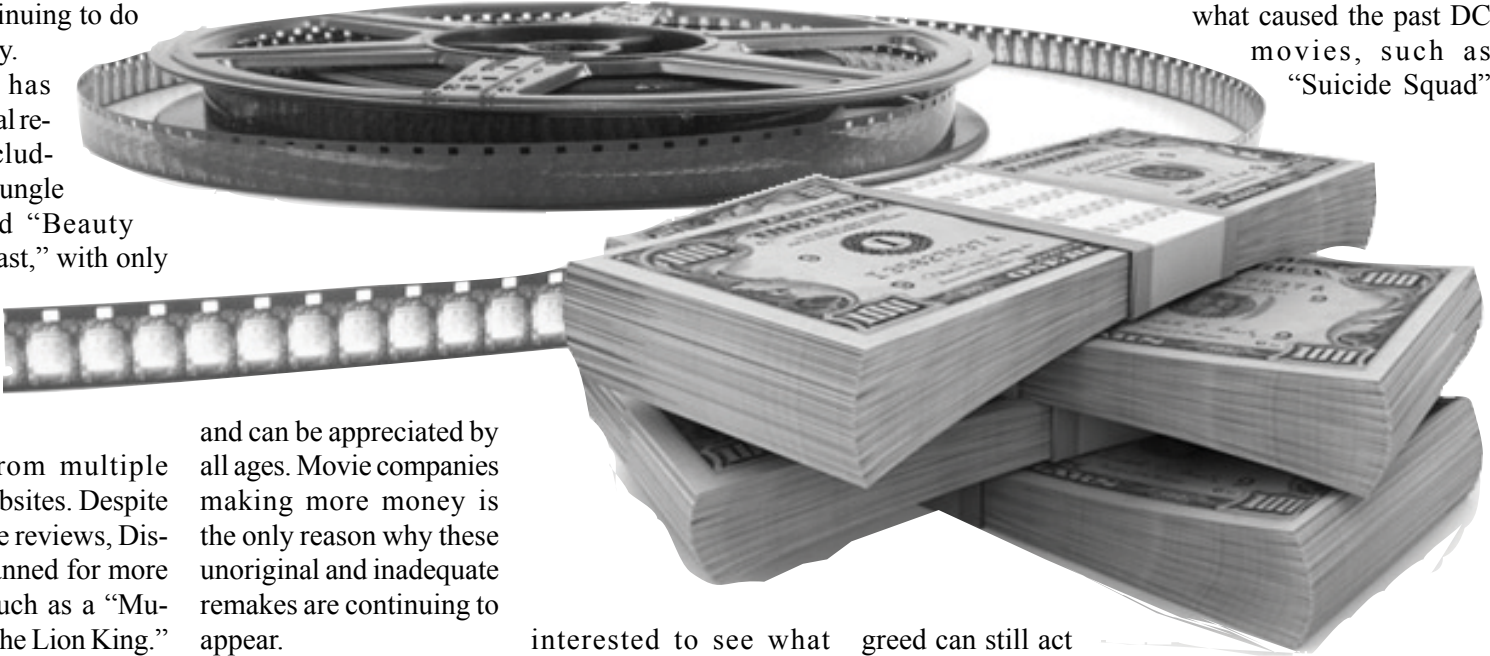 inuing to do
y.
has
al re-
clud-
ungle
d “Beauty
ast,” with only
rom multiple
bsites. Despite
e reviews, Dis-
nned for more
uch as a “Mu-
he Lion King.”
and can be appreciated by
all ages. Movie companies
making more money is
the only reason why these
unoriginal and inadequate
remakes are continuing to
appear.
interested to see what
greed can still act
what caused the past DC
movies, such as
“Suicide Squad”
100
100
100